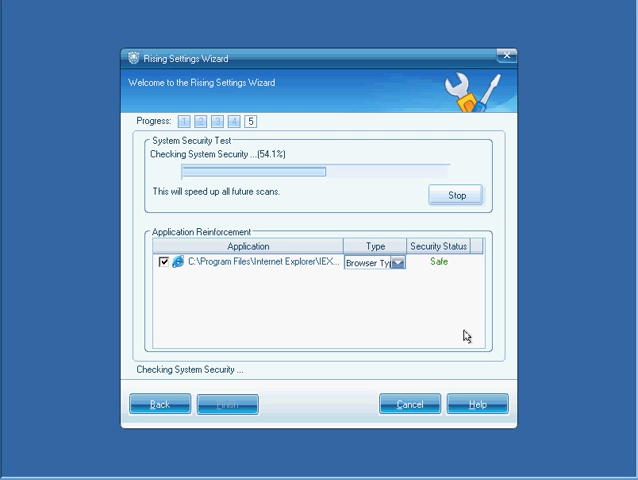 Rising Settings Wizard
Welcome to the Rising Settings Wizard
Progress: 1 2 3 4 5
System Security Test
Checking System Security ...(54.1%)
This will speed up all future scans.
Stop
Application Reinforcement
Application Type Security Status
C:\Program Files\Internet Explorer\IEX... Browser Ty Safe
Checking System Security ...
Back Finish Cancel Help